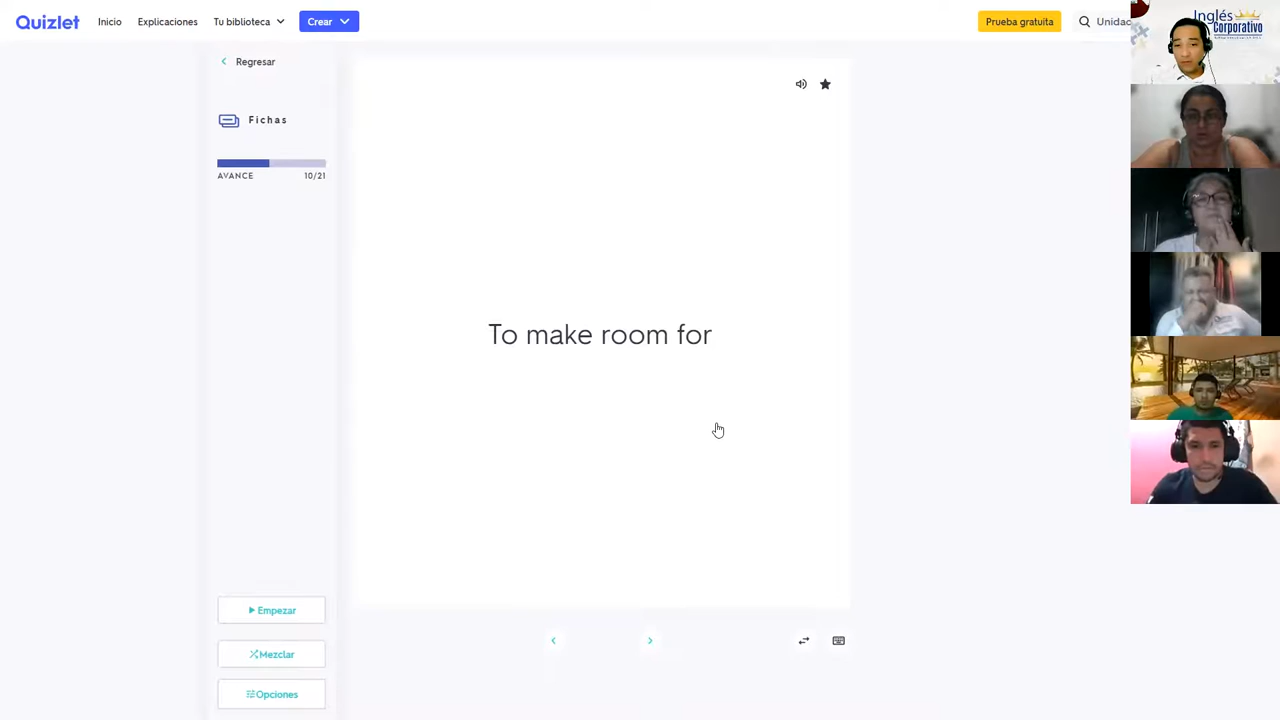 Quizlet
Inicio
Explicaciones
Tu biblioteca
Crear
Prueba gratuita
Unidad
Inglés
Corporativo
Regresar
Fichas
AVANCE 10/21
To make room for
Empezar
Mezclar
Opciones